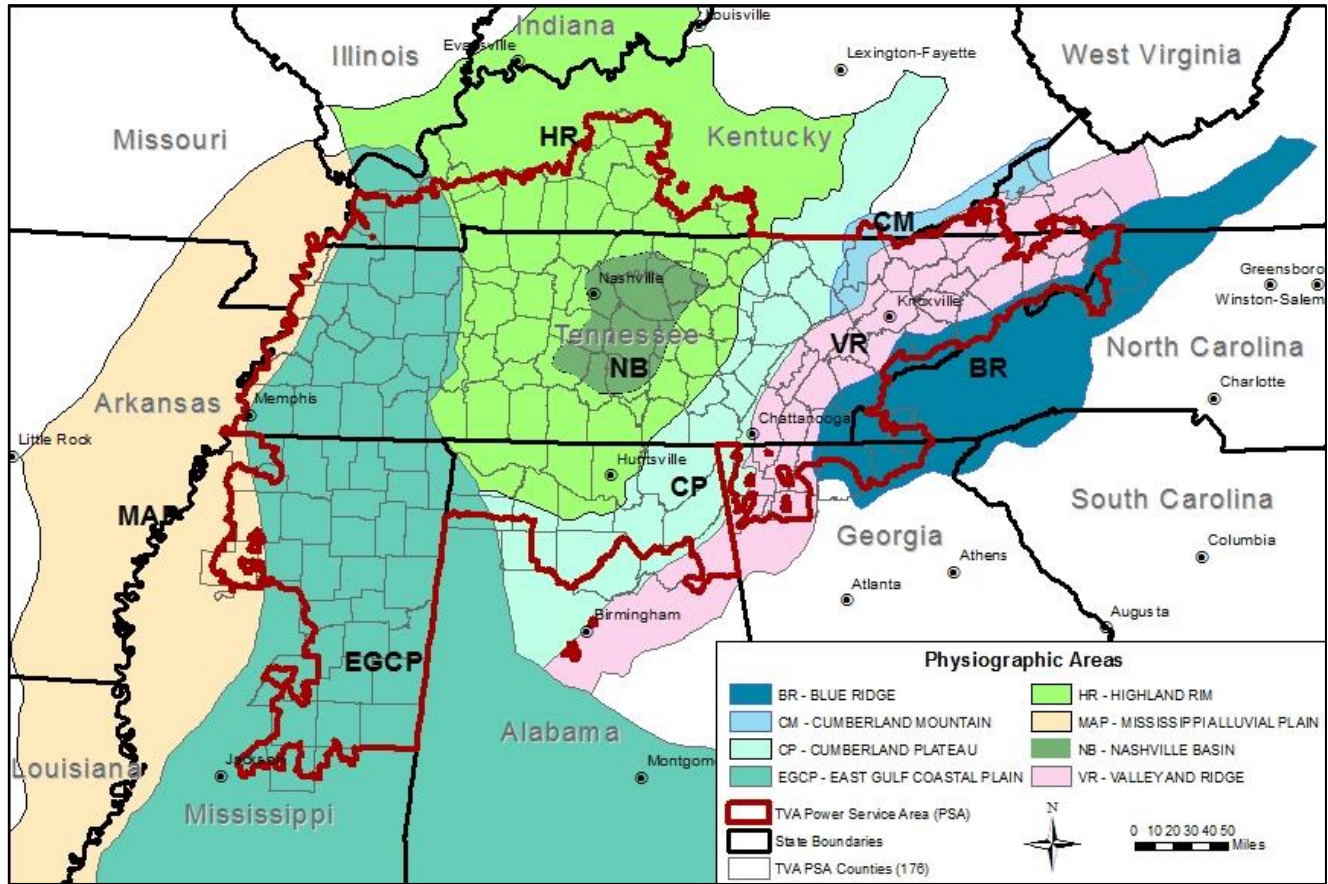 Indiana
Louisville
Illinois
Evansville
West Virginia
Lexington-Fayette
Missouri
HR
Kentucky
CM
Nashville
Greensboro
Winston-Salem
Knoxville
Tennessee
VR
North Carolina
NB
BR
Arkansas
Charlotte
Memphis
Chattanooga
Little Rock
Huntsville
CP
MAP
South Carolina
Georgia
Athens
Columbia
Atlanta
Birmingham
Augusta
EGCP
Alabama
Louisiana
Jackson
Montgom
Mississippi
Physiographic Areas
BR - BLUE RIDGE
HR - HIGHLAND RIM
CM - CUMBERLAND MOUNTAIN
MAP - MISSISSIPPI ALLUVIAL PLAIN
CP - CUMBERLAND PLATEAU
NB - NASHVILLE BASIN
EGCP - EAST GULF COASTAL PLAIN
VR - VALLEY AND RIDGE
TVA Power Service Area (PSA)
State Boundaries
TVA PSA Counties (176)
N
0 10 20 30 40 50
Miles